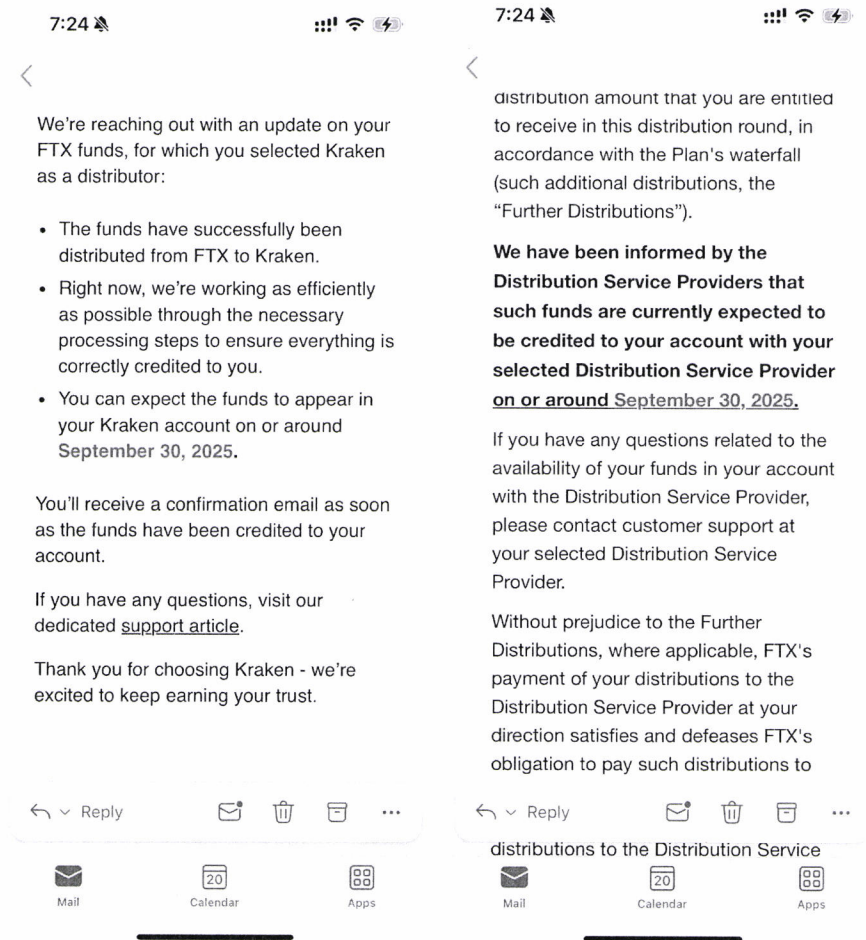 7:24
We're reaching out with an update on your
FTX funds, for which you selected Kraken
as a distributor:
• The funds have successfully been
distributed from FTX to Kraken.
• Right now, we're working as efficiently
as possible through the necessary
processing steps to ensure everything is
correctly credited to you.
• You can expect the funds to appear in
your Kraken account on or around
September 30, 2025.
You'll receive a confirmation email as soon
as the funds have been credited to your
account.
If you have any questions, visit our
dedicated support article.
Thank you for choosing Kraken - we're
excited to keep earning your trust.
Reply
20
Mail
Calendar
Apps
7:24
distribution amount that you are entitled
to receive in this distribution round, in
accordance with the Plan's waterfall
(such additional distributions, the
“Further Distributions”).
We have been informed by the
Distribution Service Providers that
such funds are currently expected to
be credited to your account with your
selected Distribution Service Provider
on or around September 30, 2025.
If you have any questions related to the
availability of your funds in your account
with the Distribution Service Provider,
please contact customer support at
your selected Distribution Service
Provider.
Without prejudice to the Further
Distributions, where applicable, FTX's
payment of your distributions to the
Distribution Service Provider at your
direction satisfies and defeases FTX's
obligation to pay such distributions to
Reply
distributions to the Distribution Service
20
Mail
Calendar
Apps